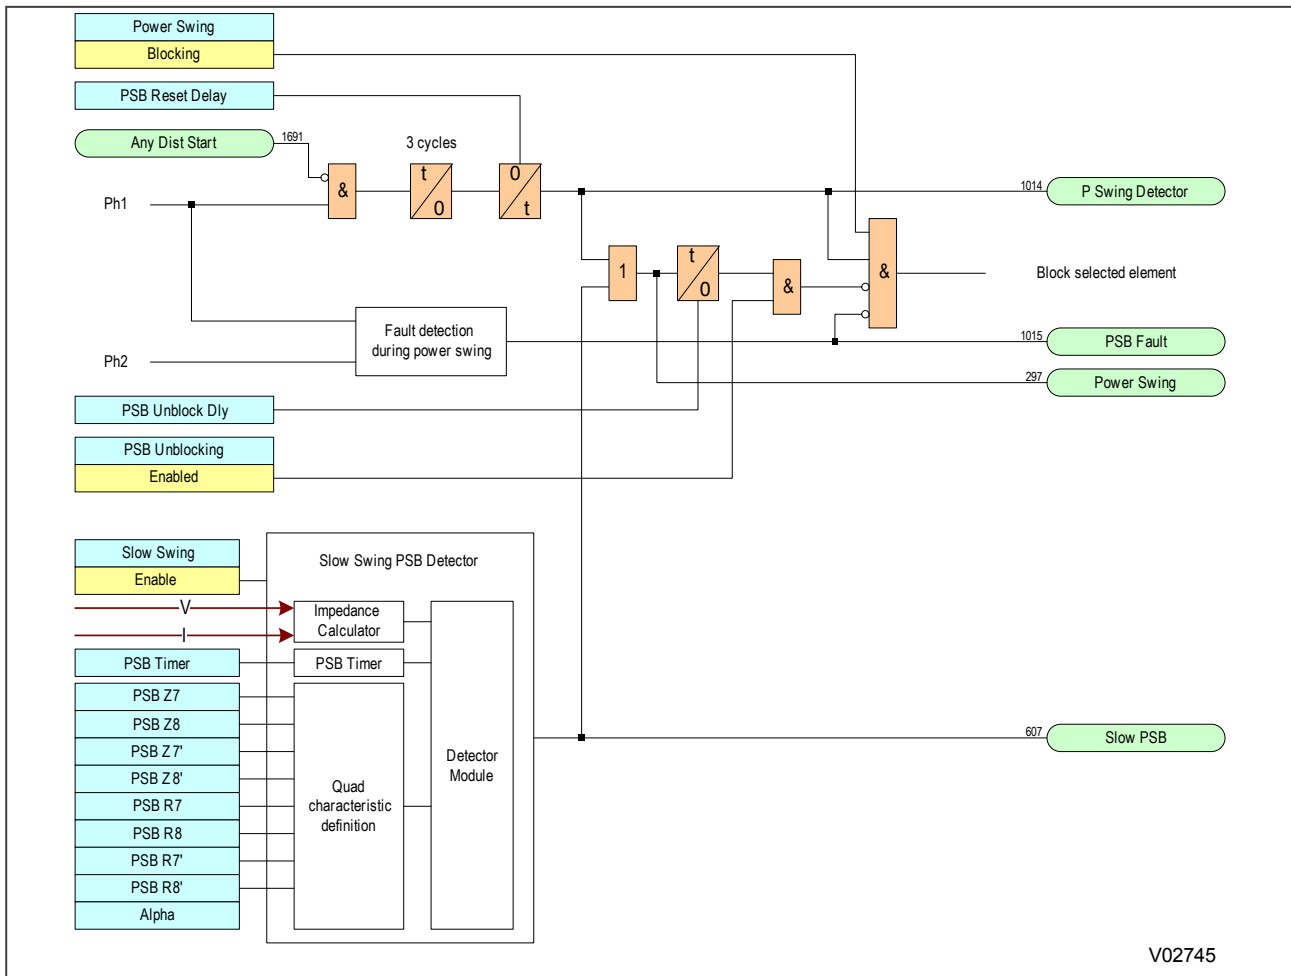 Power Swing
Blocking
PSB Reset Delay
Any Dist Start
1691
3 cycles
&
t
0
0
t
Ph1
1014
P Swing Detector
1
t
0
&
&
Block selected element
Fault detection
during power swing
Ph2
1015
PSB Fault
297
Power Swing
PSB Unblock Dly
PSB Unblocking
Enabled
Slow Swing
Enable
Slow Swing PSB Detector
V
I
Impedance
Calculator
PSB Timer
PSB Timer
PSB Z7
PSB Z8
PSB Z7'
PSB Z8'
PSB R7
PSB R8
PSB R7'
PSB R8'
Alpha
Quad
characteristic
definition
Detector
Module
607
Slow PSB
V02745